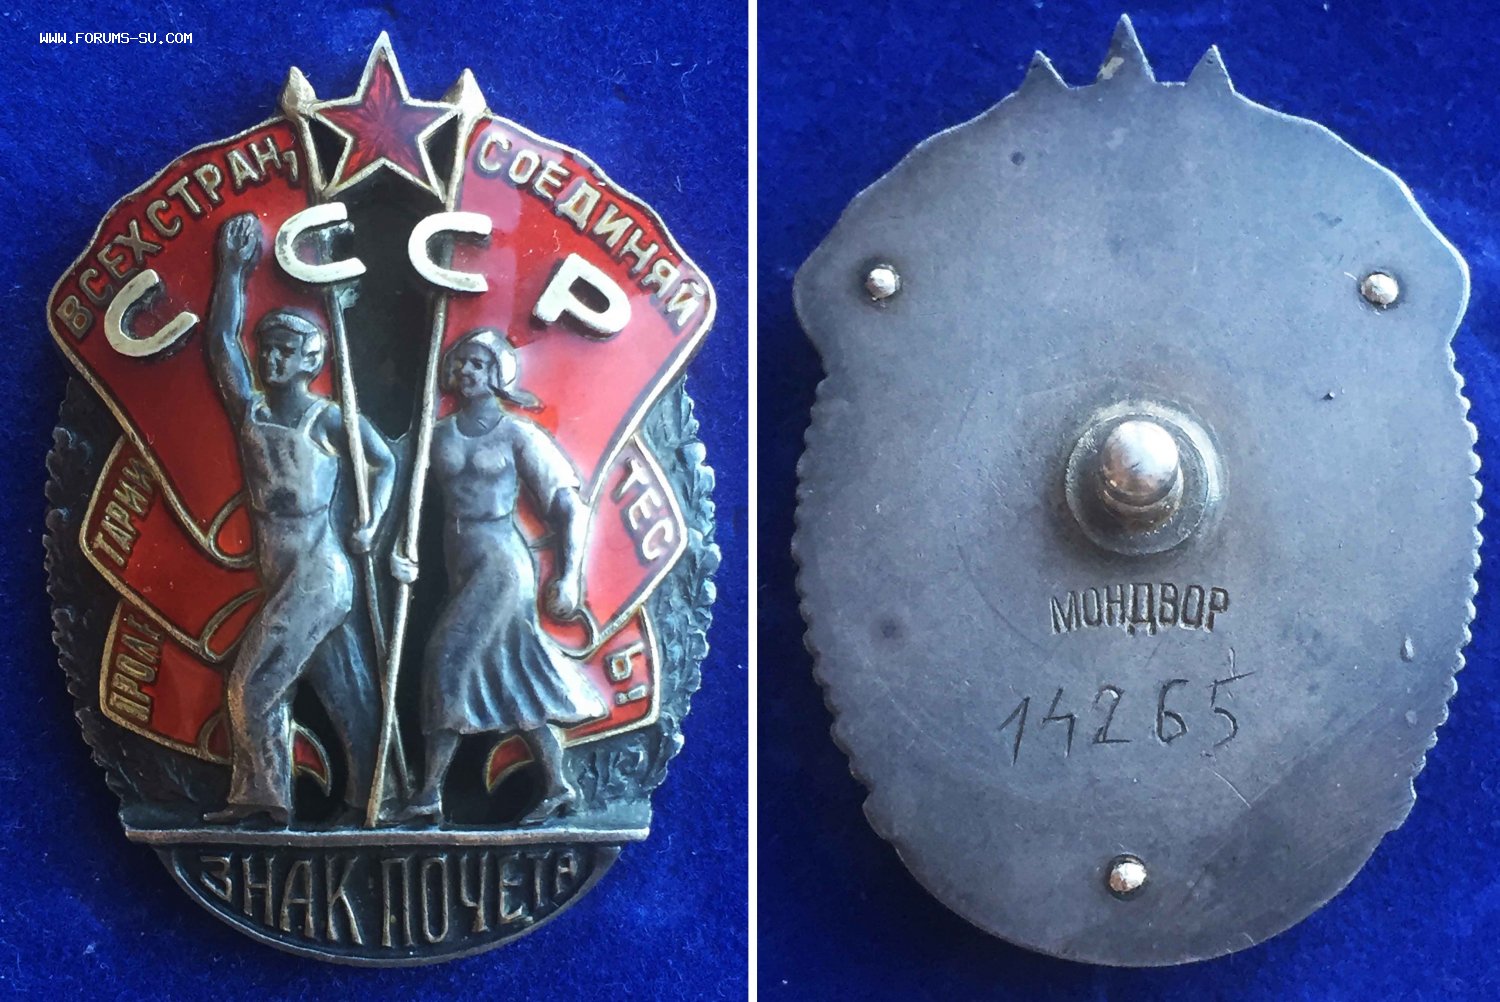 WWW.FORUMS-SU.COM
ПРОЛЕ
ТАРИИ
ВСЕХ СТРАН,
СОЕДИНЯЙ
ТЕС
Ь!
СССР
ЗНАК ПОЧЕТА
МОНДВОР
14265